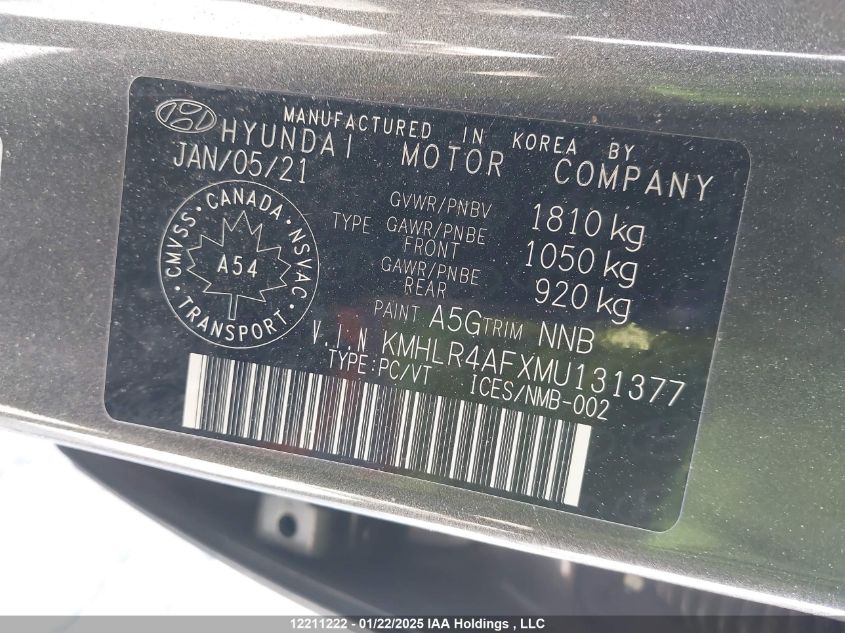 MANUFACTURED IN KOREA BY
HYUNDAI MOTOR COMPANY
JAN/05/21
CMVSS · CANADA · NSVAC · TRANSPORT ·
A54
GVWR/PNBV 1810 kg
TYPE GAWR/PNBE FRONT 1050 kg
GAWR/PNBE REAR 920 kg
PAINT A5G TRIM NNB
V.I.N KMHLR4AFXMU131377
TYPE:PC/VT ICES/NMB-002
12211222 - 01/22/2025 IAA Holdings , LLC